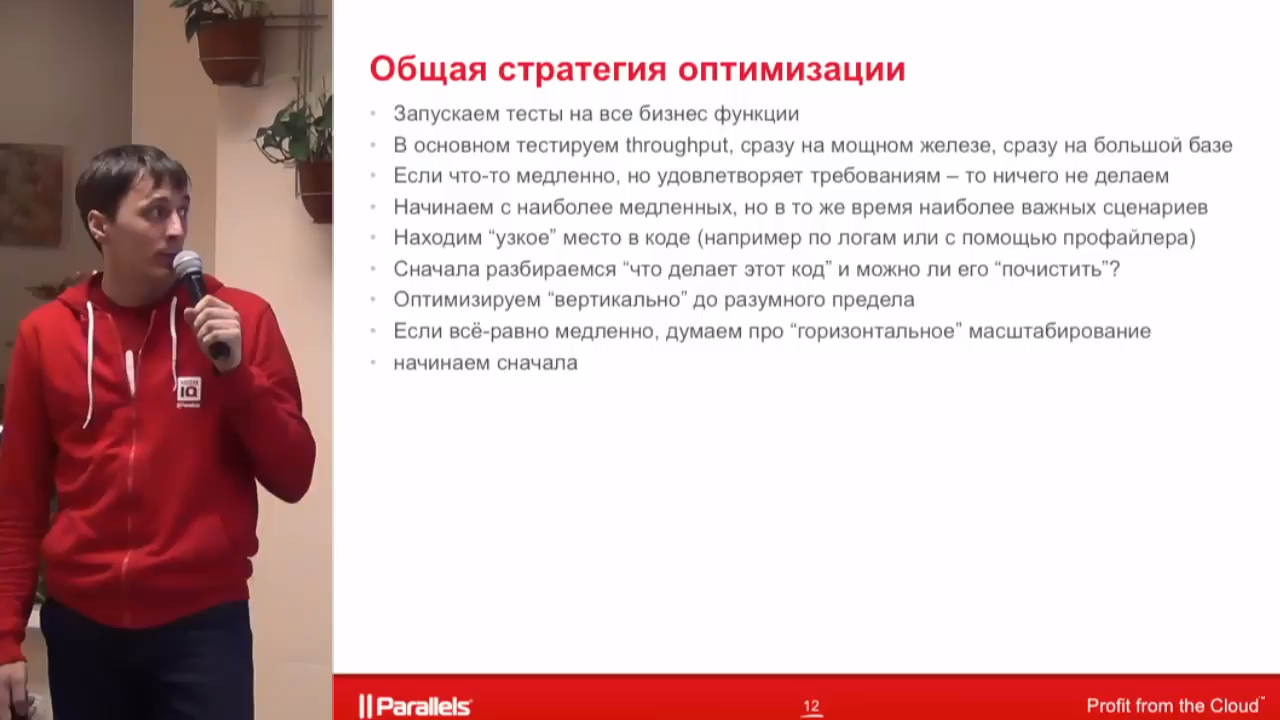 Общая стратегия оптимизации
Запускаем тесты на все бизнес функции
В основном тестируем throughput, сразу на мощном железе, сразу на большой базе
Если что-то медленно, но удовлетворяет требованиям – то ничего не делаем
Начинаем с наиболее медленных, но в то же время наиболее важных сценариев
Находим “узкое” место в коде (например по логам или с помощью профайлера)
Сначала разбираемся “что делает этот код” и можно ли его “почистить”?
Оптимизируем “вертикально” до разумного предела
Если всё-равно медленно, думаем про “горизонтальное” масштабирование
начинаем сначала
IQ
Parallels
|| Parallels
12
Profit from the Cloud™